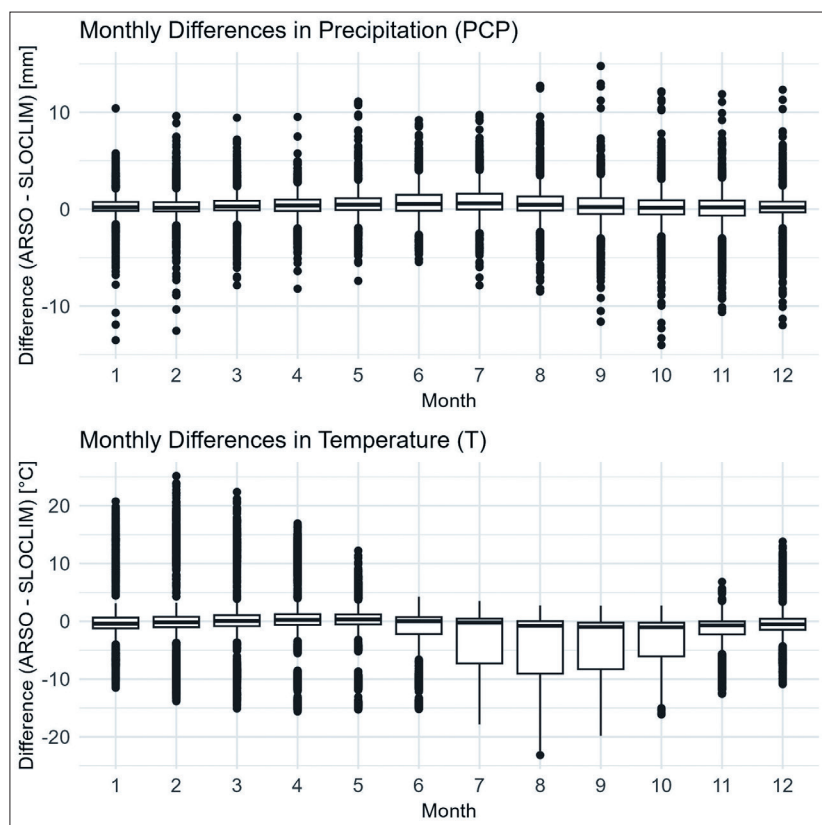 Monthly Differences in Precipitation (PCP)
Difference (ARSO - SLOCLIM) [mm]
10
0
-10
1 2 3 4 5 6 7 8 9 10 11 12
Month
Monthly Differences in Temperature (T)
Difference (ARSO - SLOCLIM) [°C]
20
10
0
-10
-20
1 2 3 4 5 6 7 8 9 10 11 12
Month